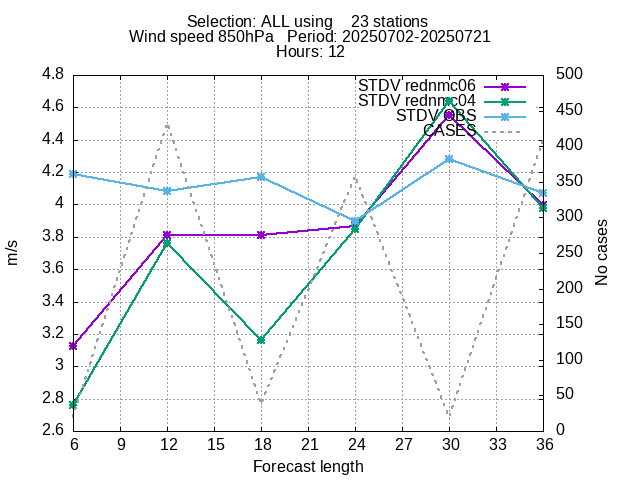 Selection: ALL using    23 stations
Wind speed 850hPa   Period: 20250702-20250721
Hours: 12
STDV rednmc06
STDV rednmc04
STDV OBS
CASES
4.8
4.6
4.4
4.2
4
3.8
3.6
3.4
3.2
3
2.8
2.6
m/s
500
450
400
350
300
250
200
150
100
50
0
No cases
6 9 12 15 18 21 24 27 30 33 36
Forecast length